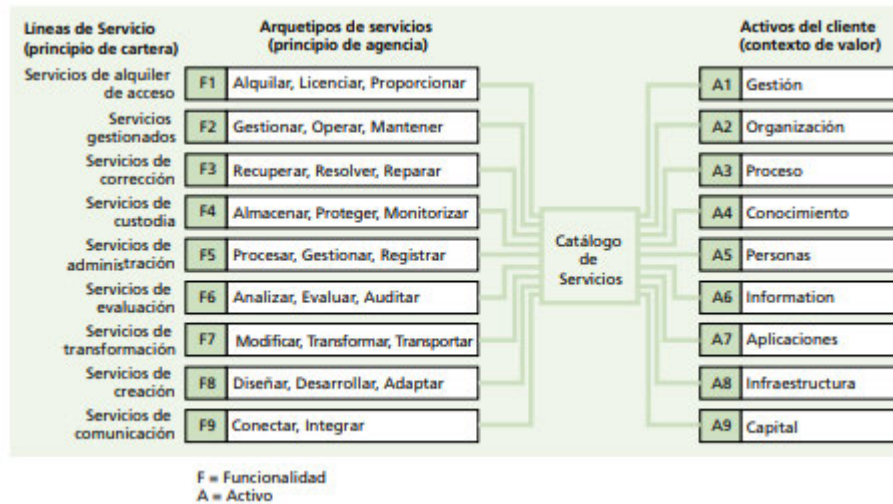 Líneas de Servicio
(principio de cartera)
Arquetipos de servicios
(principio de agencia)
Activos del cliente
(contexto de valor)
Servicios de alquiler
de acceso
F1 Alquilar, Licenciar, Proporcionar
A1 Gestión
Servicios
gestionados
F2 Gestionar, Operar, Mantener
A2 Organización
Servicios de
corrección
F3 Recuperar, Resolver, Reparar
A3 Proceso
Servicios de
custodia
F4 Almacenar, Proteger, Monitorizar
A4 Conocimiento
Servicios de
administración
F5 Procesar, Gestionar, Registrar
Catálogo
de
Servicios
A5 Personas
Servicios de
evaluación
F6 Analizar, Evaluar, Auditar
A6 Information
Servicios de
transformación
F7 Modificar, Transformar, Transportar
A7 Aplicaciones
Servicios de
creación
F8 Diseñar, Desarrollar, Adaptar
A8 Infraestructura
Servicios de
comunicación
F9 Conectar, Integrar
A9 Capital
F = Funcionalidad
A = Activo